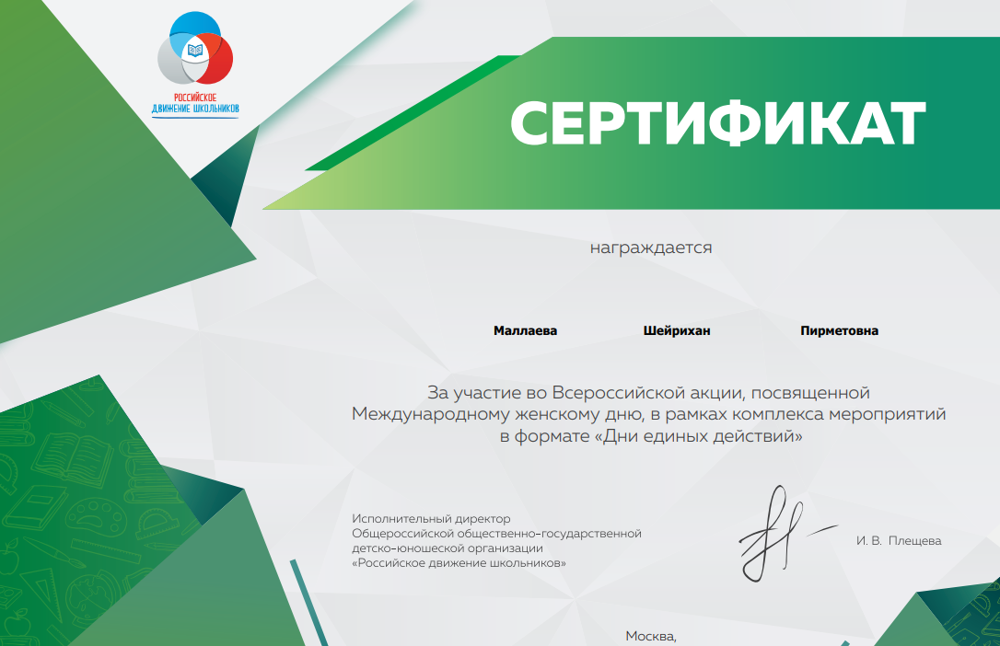 РОССИЙСКОЕ
ДВИЖЕНИЕ ШКОЛЬНИКОВ
СЕРТИФИКАТ
награждается
Маллаева Шейрихан Пирметовна
За участие во Всероссийской акции, посвященной
Международному женскому дню, в рамках комплекса мероприятий
в формате «Дни единых действий»
Исполнительный директор
Общероссийской общественно-государственной
детско-юношеской организации
«Российское движение школьников»
И. В. Плещева
Москва,